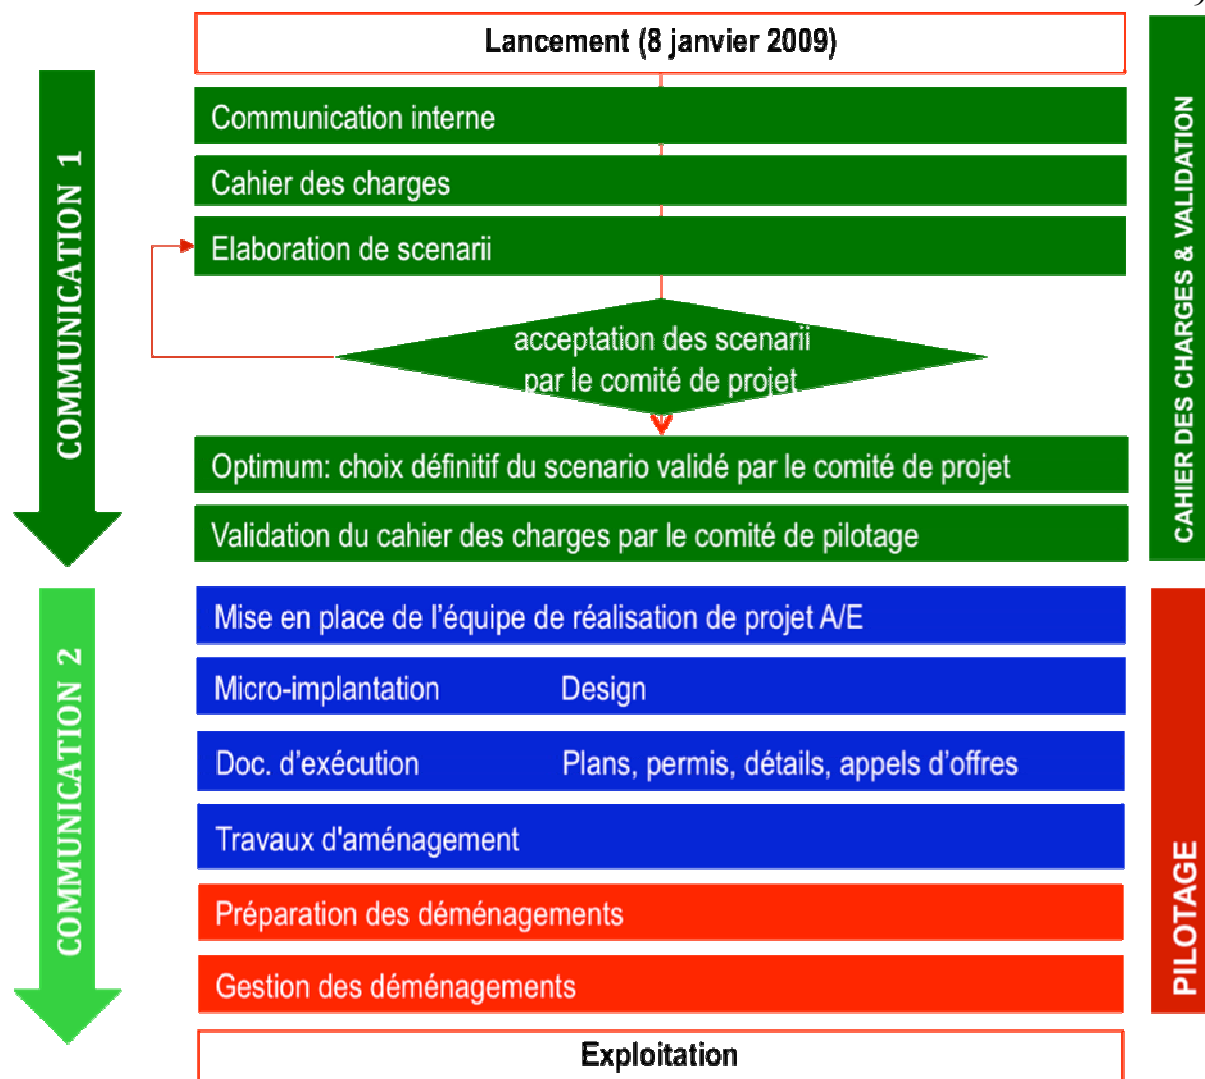 Lancement (8 janvier 2009)
Communication interne
Cahier des charges
Elaboration de scenarii
acceptation des scenarii
par le comité de projet
Optimum: choix définitif du scenario validé par le comité de projet
Validation du cahier des charges par le comité de pilotage
Mise en place de l'équipe de réalisation de projet A/E
Micro-implantation Design
Doc. d'exécution Plans, permis, détails, appels d'offres
Travaux d'aménagement
Préparation des déménagements
Gestion des déménagements
Exploitation
COMMUNICATION 1
COMMUNICATION 2
CAHIER DES CHARGES & VALIDATION
PILOTAGE